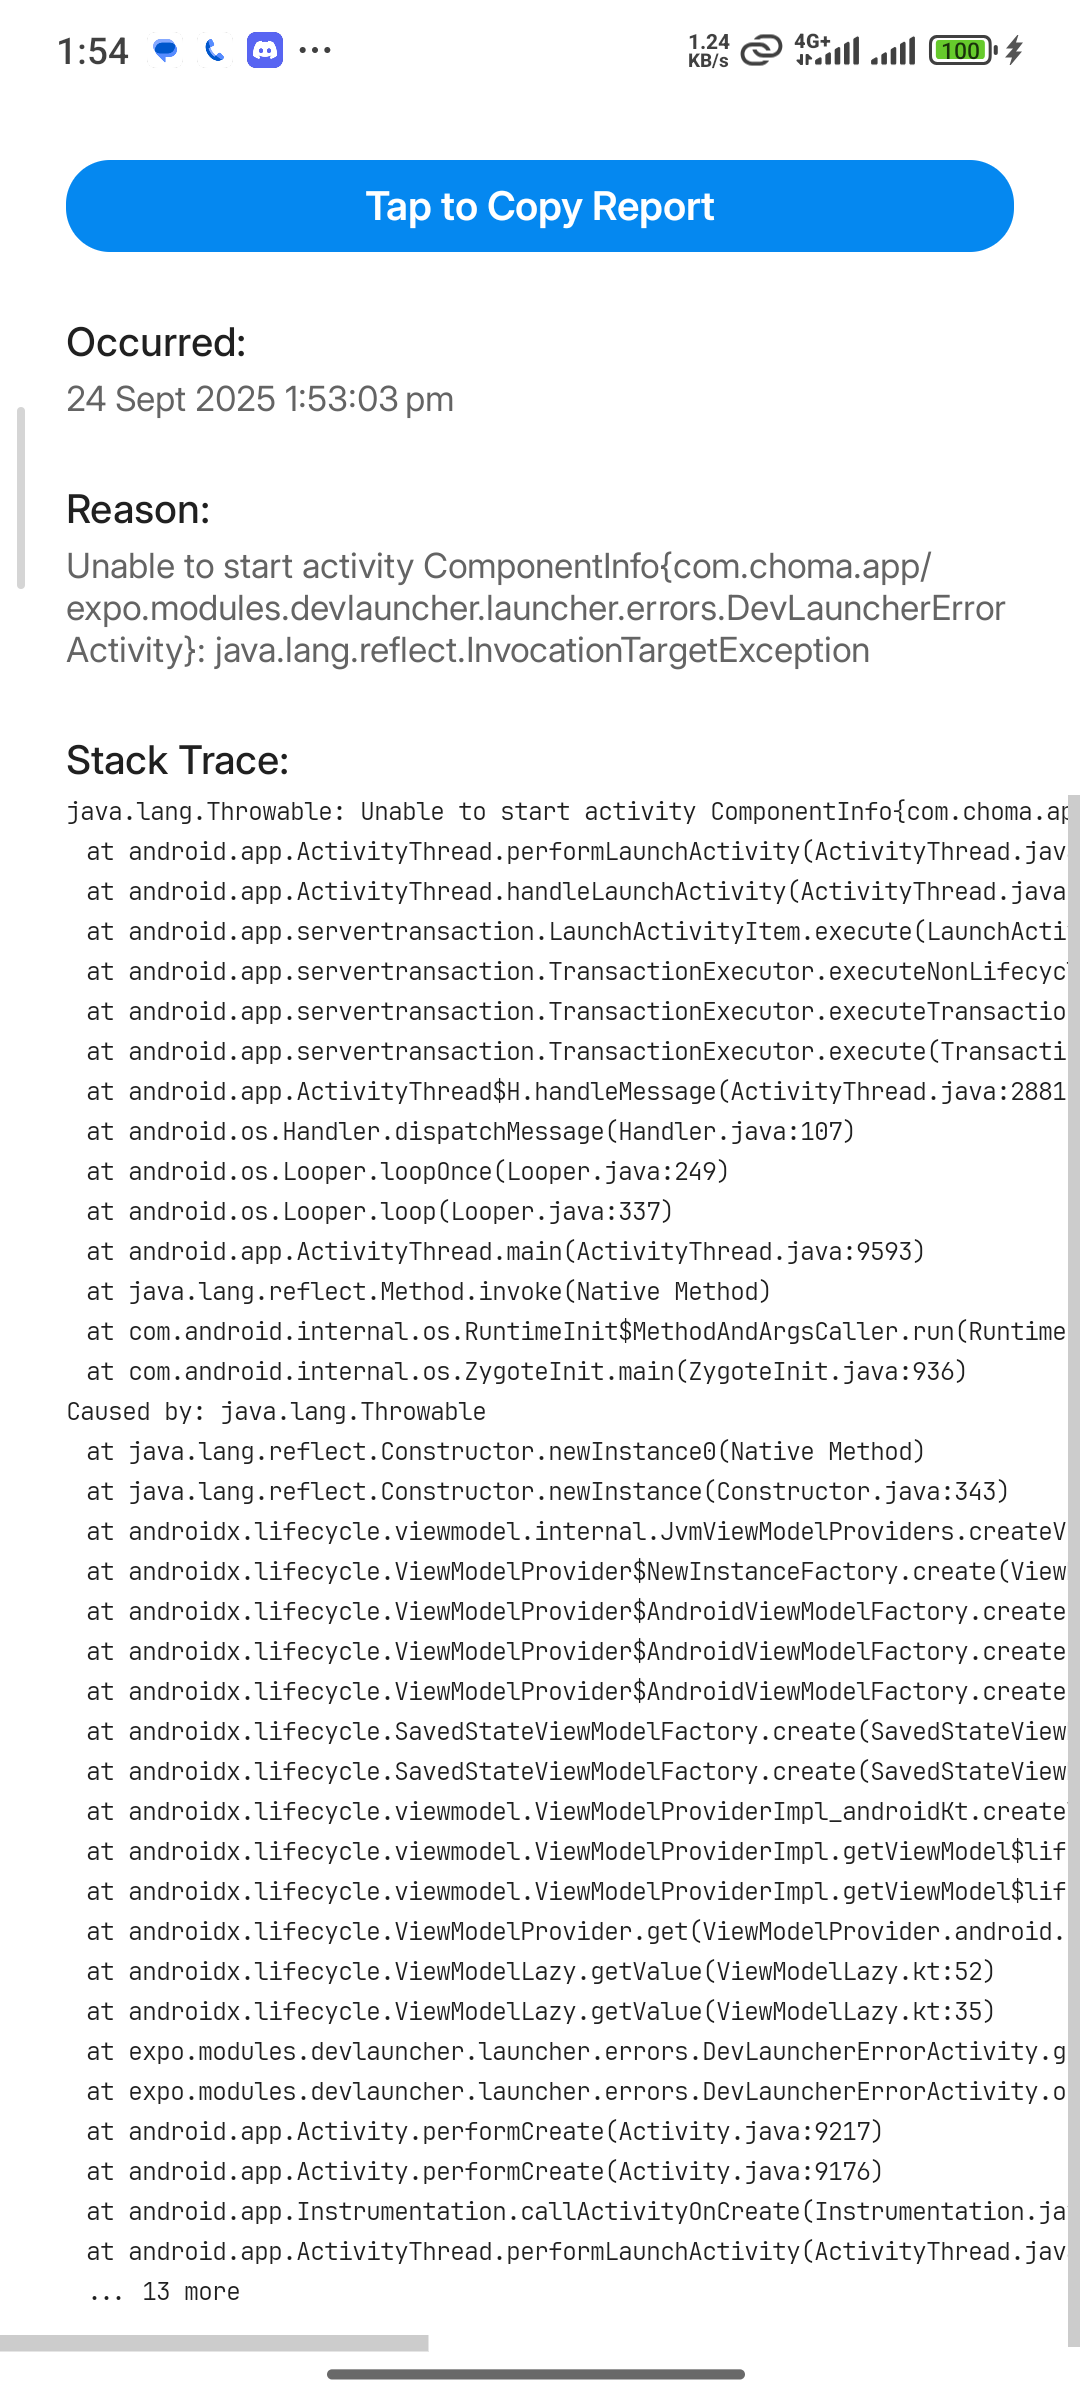 1:54
1.24
KB/s
4G+
100
Tap to Copy Report
Occurred:
24 Sept 2025 1:53:03 pm
Reason:
Unable to start activity ComponentInfo{com.choma.app/
expo.modules.devlauncher.launcher.errors.DevLauncherError
Activity}: java.lang.reflect.InvocationTargetException
Stack Trace:
java.lang.Throwable: Unable to start activity ComponentInfo{com.choma.ap
at android.app.ActivityThread.performLaunchActivity(ActivityThread.jav
at android.app.ActivityThread.handleLaunchActivity(ActivityThread.java
at android.app.servertransaction.LaunchActivityItem.execute(LaunchActi
at android.app.servertransaction.TransactionExecutor.executeNonLifecyc
at android.app.servertransaction.TransactionExecutor.executeTransactio
at android.app.servertransaction.TransactionExecutor.execute(Transacti
at android.app.ActivityThread$H.handleMessage(ActivityThread.java:2881
at android.os.Handler.dispatchMessage(Handler.java:107)
at android.os.Looper.loopOnce(Looper.java:249)
at android.os.Looper.loop(Looper.java:337)
at android.app.ActivityThread.main(ActivityThread.java:9593)
at java.lang.reflect.Method.invoke(Native Method)
at com.android.internal.os.RuntimeInit$MethodAndArgsCaller.run(Runtime
at com.android.internal.os.ZygoteInit.main(ZygoteInit.java:936)
Caused by: java.lang.Throwable
at java.lang.reflect.Constructor.newInstance0(Native Method)
at java.lang.reflect.Constructor.newInstance(Constructor.java:343)
at androidx.lifecycle.viewmodel.internal.JvmViewModelProviders.createV
at androidx.lifecycle.ViewModelProvider$NewInstanceFactory.create(View
at androidx.lifecycle.ViewModelProvider$AndroidViewModelFactory.create
at androidx.lifecycle.ViewModelProvider$AndroidViewModelFactory.create
at androidx.lifecycle.ViewModelProvider$AndroidViewModelFactory.create
at androidx.lifecycle.SavedStateViewModelFactory.create(SavedStateView
at androidx.lifecycle.SavedStateViewModelFactory.create(SavedStateView
at androidx.lifecycle.viewmodel.ViewModelProviderImpl_androidKt.create
at androidx.lifecycle.viewmodel.ViewModelProviderImpl.getViewModel$lif
at androidx.lifecycle.viewmodel.ViewModelProviderImpl.getViewModel$lif
at androidx.lifecycle.ViewModelProvider.get(ViewModelProvider.android.
at androidx.lifecycle.ViewModelLazy.getValue(ViewModelLazy.kt:52)
at androidx.lifecycle.ViewModelLazy.getValue(ViewModelLazy.kt:35)
at expo.modules.devlauncher.launcher.errors.DevLauncherErrorActivity.g
at expo.modules.devlauncher.launcher.errors.DevLauncherErrorActivity.o
at android.app.Activity.performCreate(Activity.java:9217)
at android.app.Activity.performCreate(Activity.java:9176)
at android.app.Instrumentation.callActivityOnCreate(Instrumentation.ja
at android.app.ActivityThread.performLaunchActivity(ActivityThread.jav
... 13 more